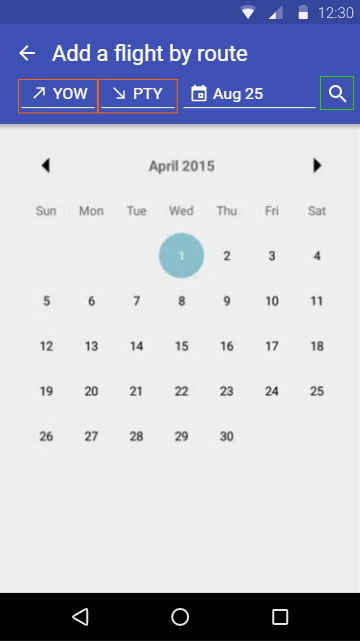 12:30
Add a flight by route
YOW PTY Aug 25
April 2015
Sun Mon Tue Wed Thu Fri Sat
1 2 3 4
5 6 7 8 9 10 11
12 13 14 15 16 17 18
19 20 21 22 23 24 25
26 27 28 29 30